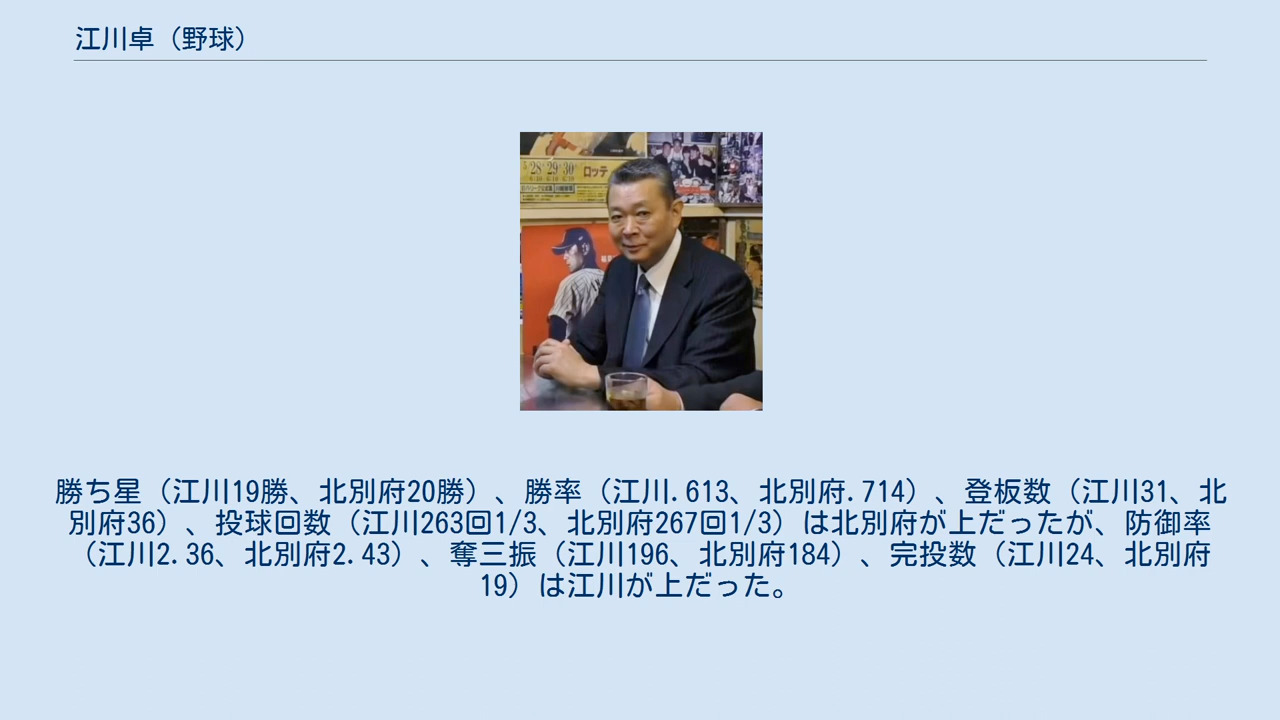 江川卓（野球）
28 29 30
ロッテ
勝ち星（江川19勝、北別府20勝）、勝率（江川.613、北別府.714）、登板数（江川31、北
別府36）、投球回数（江川263回1/3、北別府267回1/3）は北別府が上だったが、防御率
（江川2.36、北別府2.43）、奪三振（江川196、北別府184）、完投数（江川24、北別府
19）は江川が上だった。